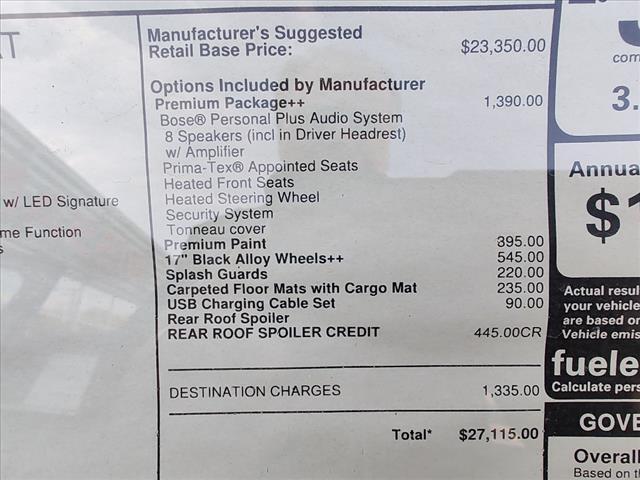 Manufacturer's Suggested
Retail Base Price: $23,350.00
Options Included by Manufacturer
Premium Package++ 1,390.00
Bose® Personal Plus Audio System
8 Speakers (incl in Driver Headrest)
w/ Amplifier
Prima-Tex® Appointed Seats
Heated Front Seats
Heated Steering Wheel
Security System
Tonneau cover
Premium Paint 395.00
17" Black Alloy Wheels++ 545.00
Splash Guards 220.00
Carpeted Floor Mats with Cargo Mat 235.00
USB Charging Cable Set 90.00
Rear Roof Spoiler
REAR ROOF SPOILER CREDIT 445.00CR
DESTINATION CHARGES 1,335.00
Total* $27,115.00
w/ LED Signature
me Function
s
com
3.
Annua
$1
Actual resul
your vehicle
are based or
Vehicle emis
fuele
Calculate pers
GOVE
Overall
Based on th